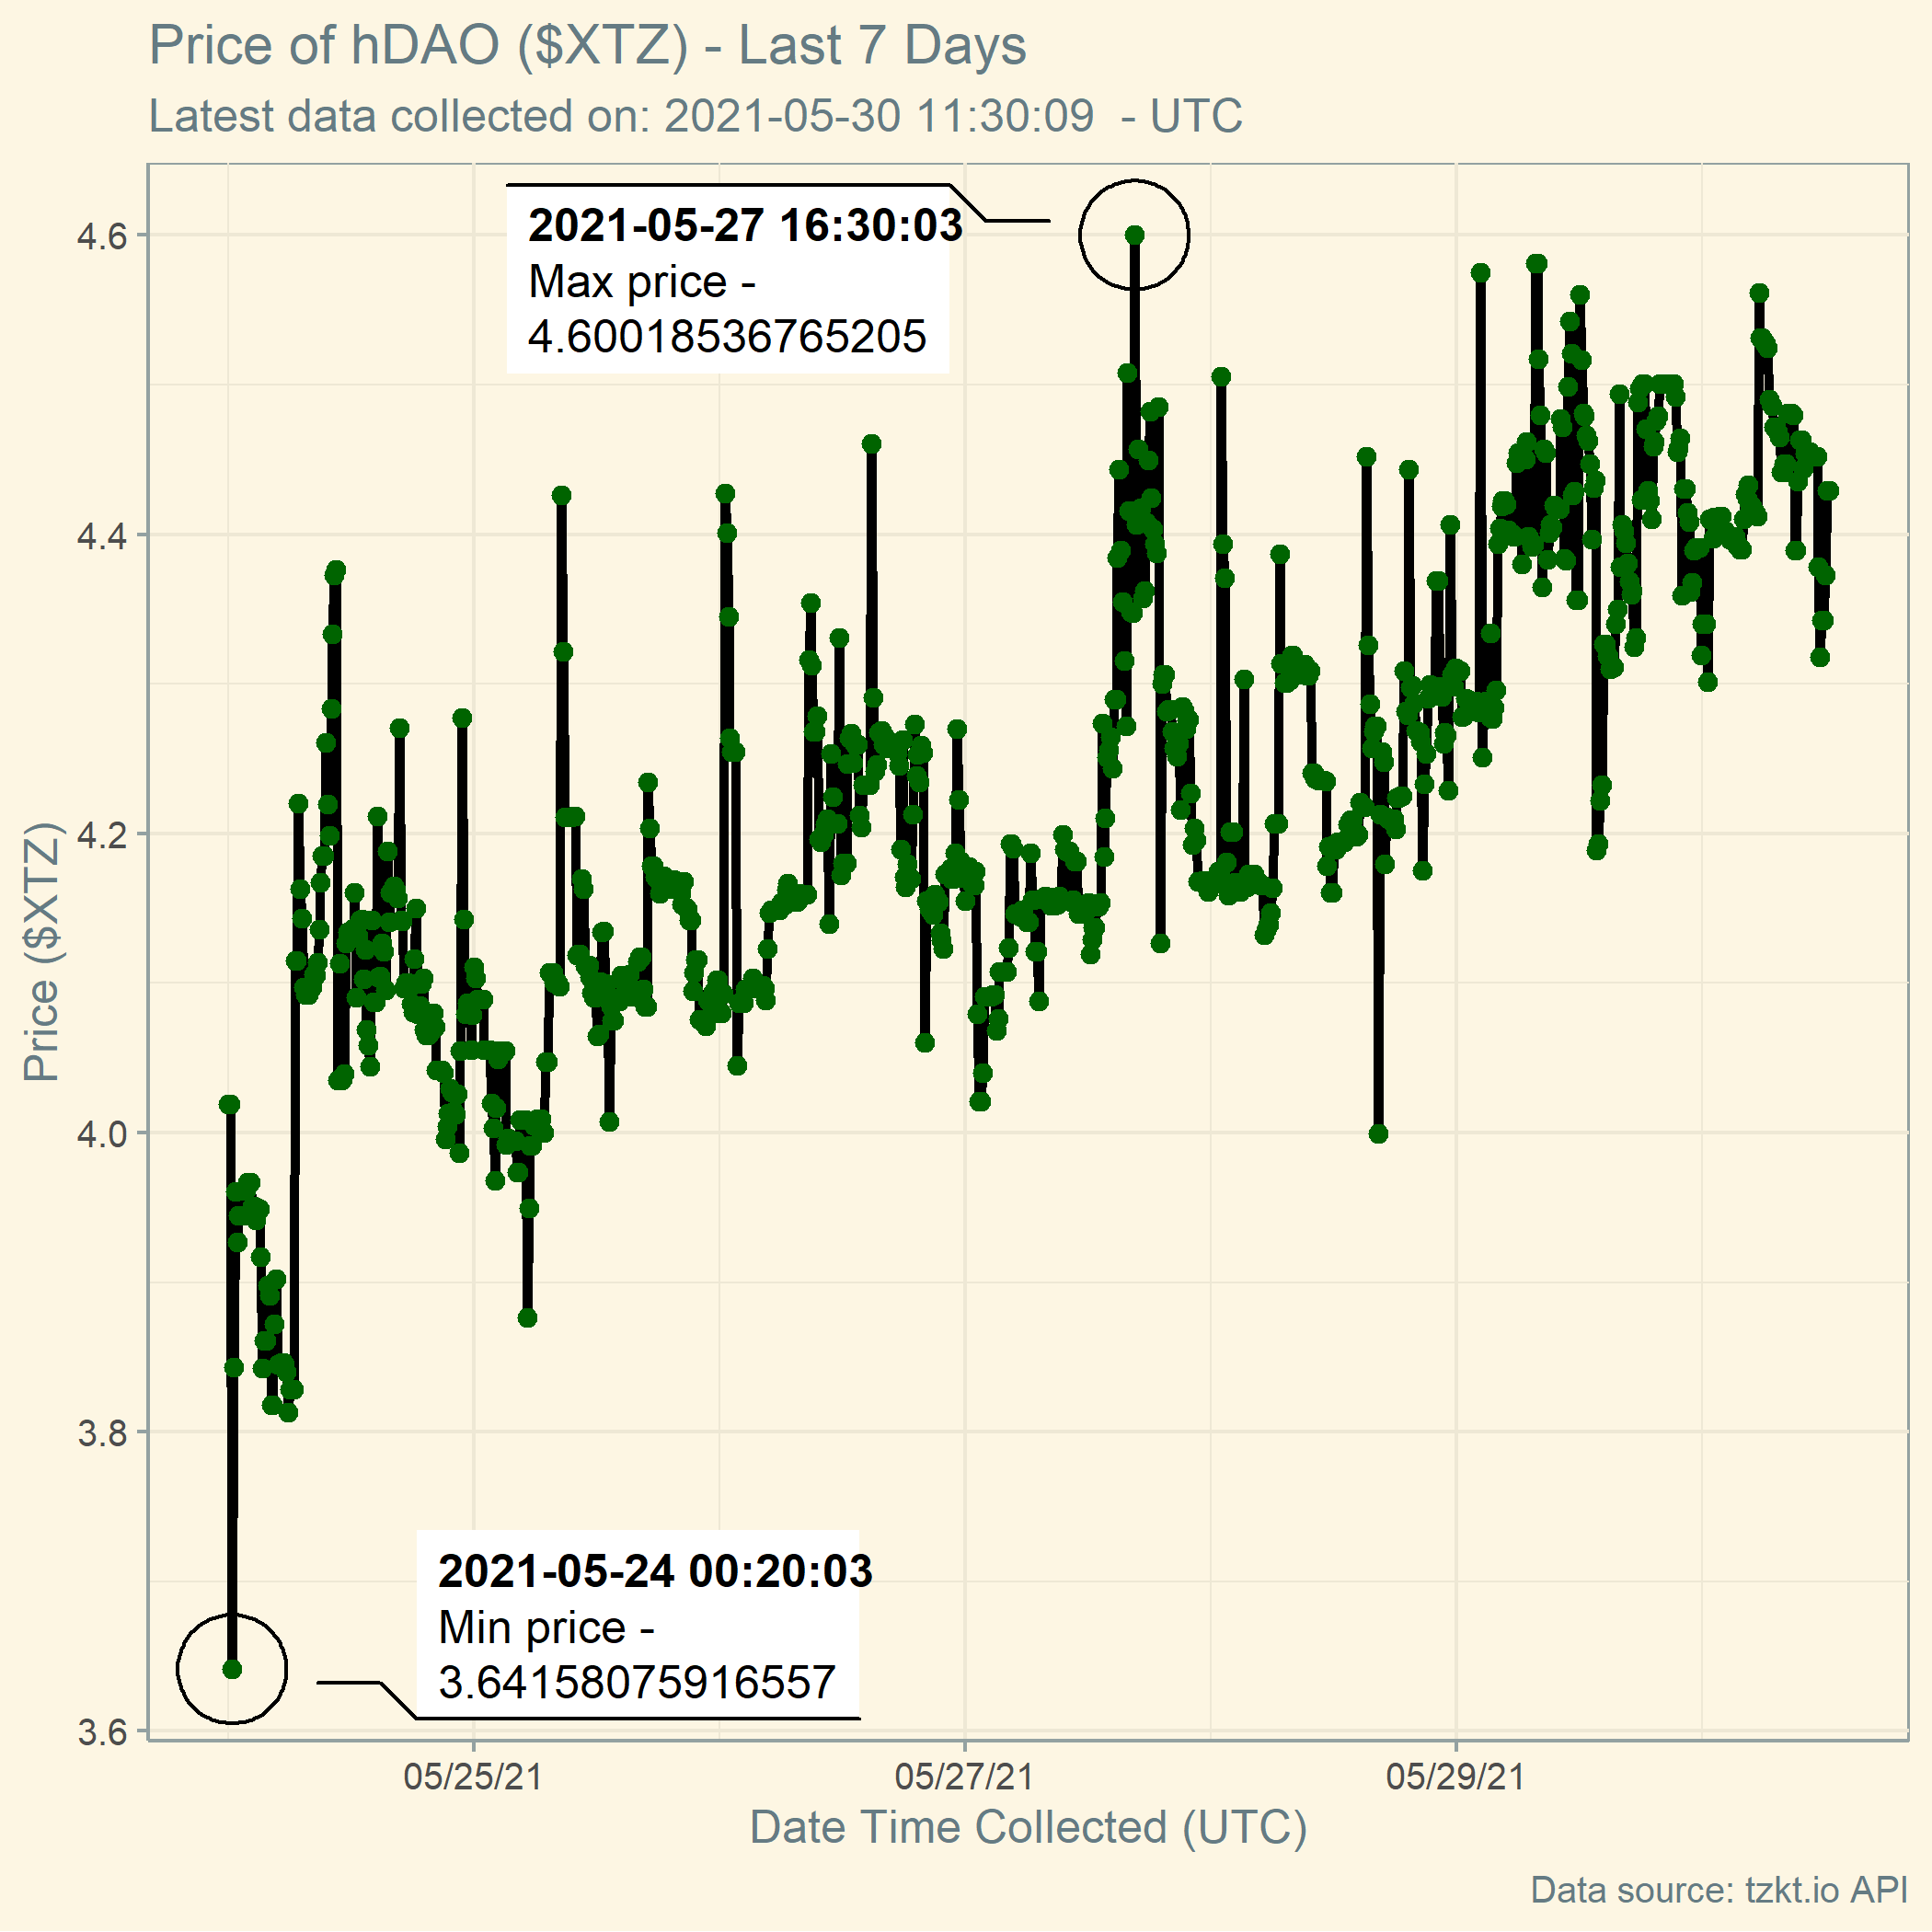 Price of hDAO ($XTZ) - Last 7 Days
Latest data collected on: 2021-05-30 11:30:09  - UTC
2021-05-27 16:30:03
Max price -
4.60018536765205
4.6
4.4
4.2
4.0
3.8
3.6
Price ($XTZ)
2021-05-24 00:20:03
Min price -
3.64158075916557
05/25/21
05/27/21
05/29/21
Date Time Collected (UTC)
Data source: tzkt.io API